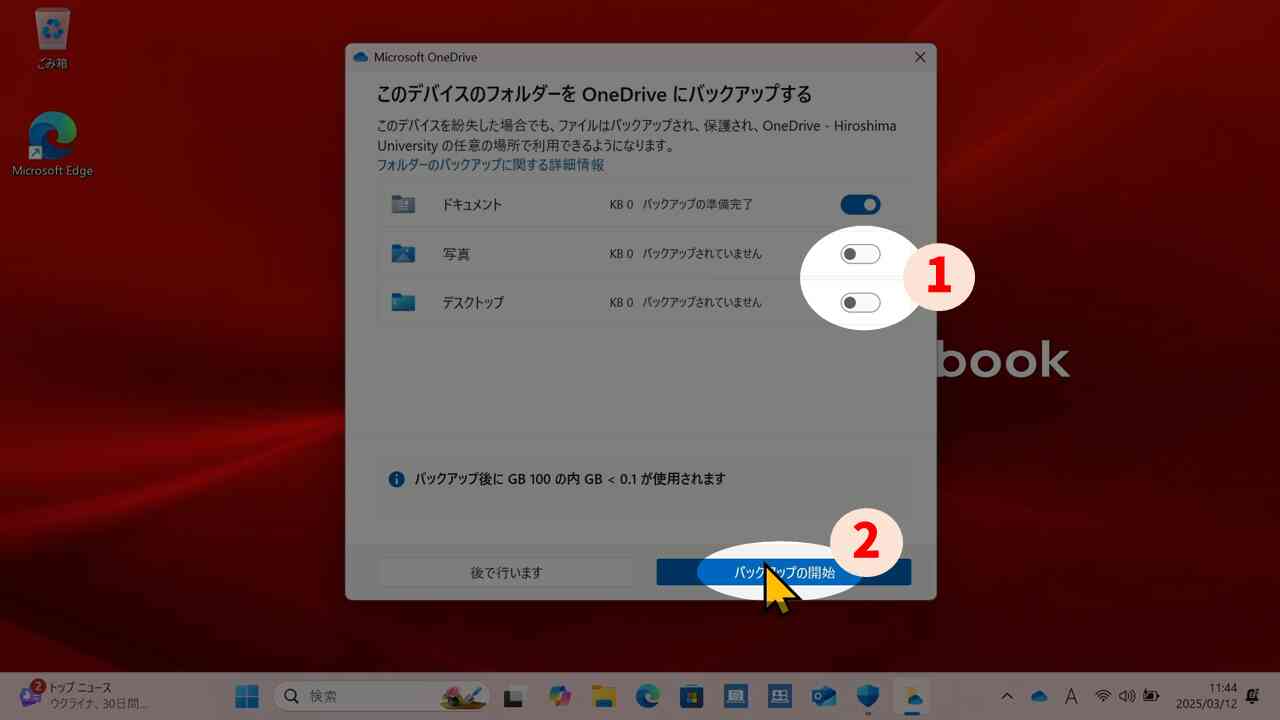 ごみ箱
Microsoft Edge
Microsoft OneDrive
このデバイスのフォルダーを OneDrive にバックアップする
このデバイスを紛失した場合でも、ファイルはバックアップされ、保護され、OneDrive - Hiroshima
University の任意の場所で利用できるようになります。
フォルダーのバックアップに関する詳細情報
ドキュメント KB 0 バックアップの準備完了
写真 KB 0 バックアップされていません
デスクトップ KB 0 バックアップされていません
1
book
バックアップ後に GB 100 の内 GB < 0.1 が使用されます
2
後で行います
バックアップの開始
2
トップ ニュース
ウクライナ、30日間...
検索
A
11:44
2025/03/12